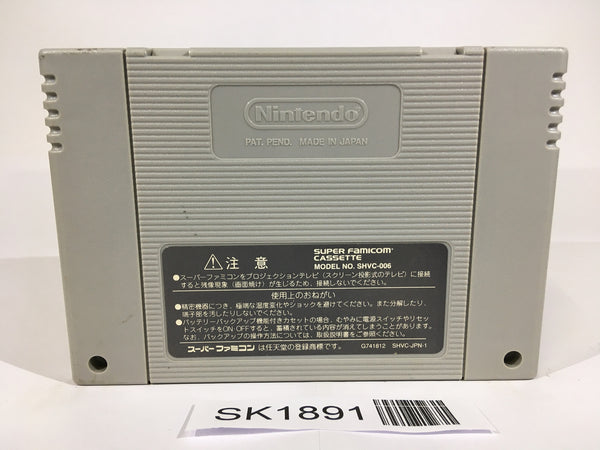 Nintendo
PAT. PEND. MADE IN JAPAN
⚠注意
SUPER FAMICOM
CASSETTE
MODEL NO. SHVC-006
●スーパーファミコンをプロジェクションテレビ(スクリーン投影式のテレビ)に接続
すると残像現象(画面焼け)が生じるため、接続しないでください。
使用上のおねがい
●精密機器につき、極端な温度変化やショックを避けてください。また分解したり、
端子部を汚したりしないでください。
●バッテリーバックアップ機能付きカセットの場合、むやみに電源スイッチやリセ
ットスイッチをON・OFFすると、蓄積されている内容が消えてしまうことがあります。
なお、バックアップの操作方法については、取扱説明書をご参照ください。
スーパーファミコン は任天堂の登録商標です。 G741812 SHVC-JPN-1
SK1891